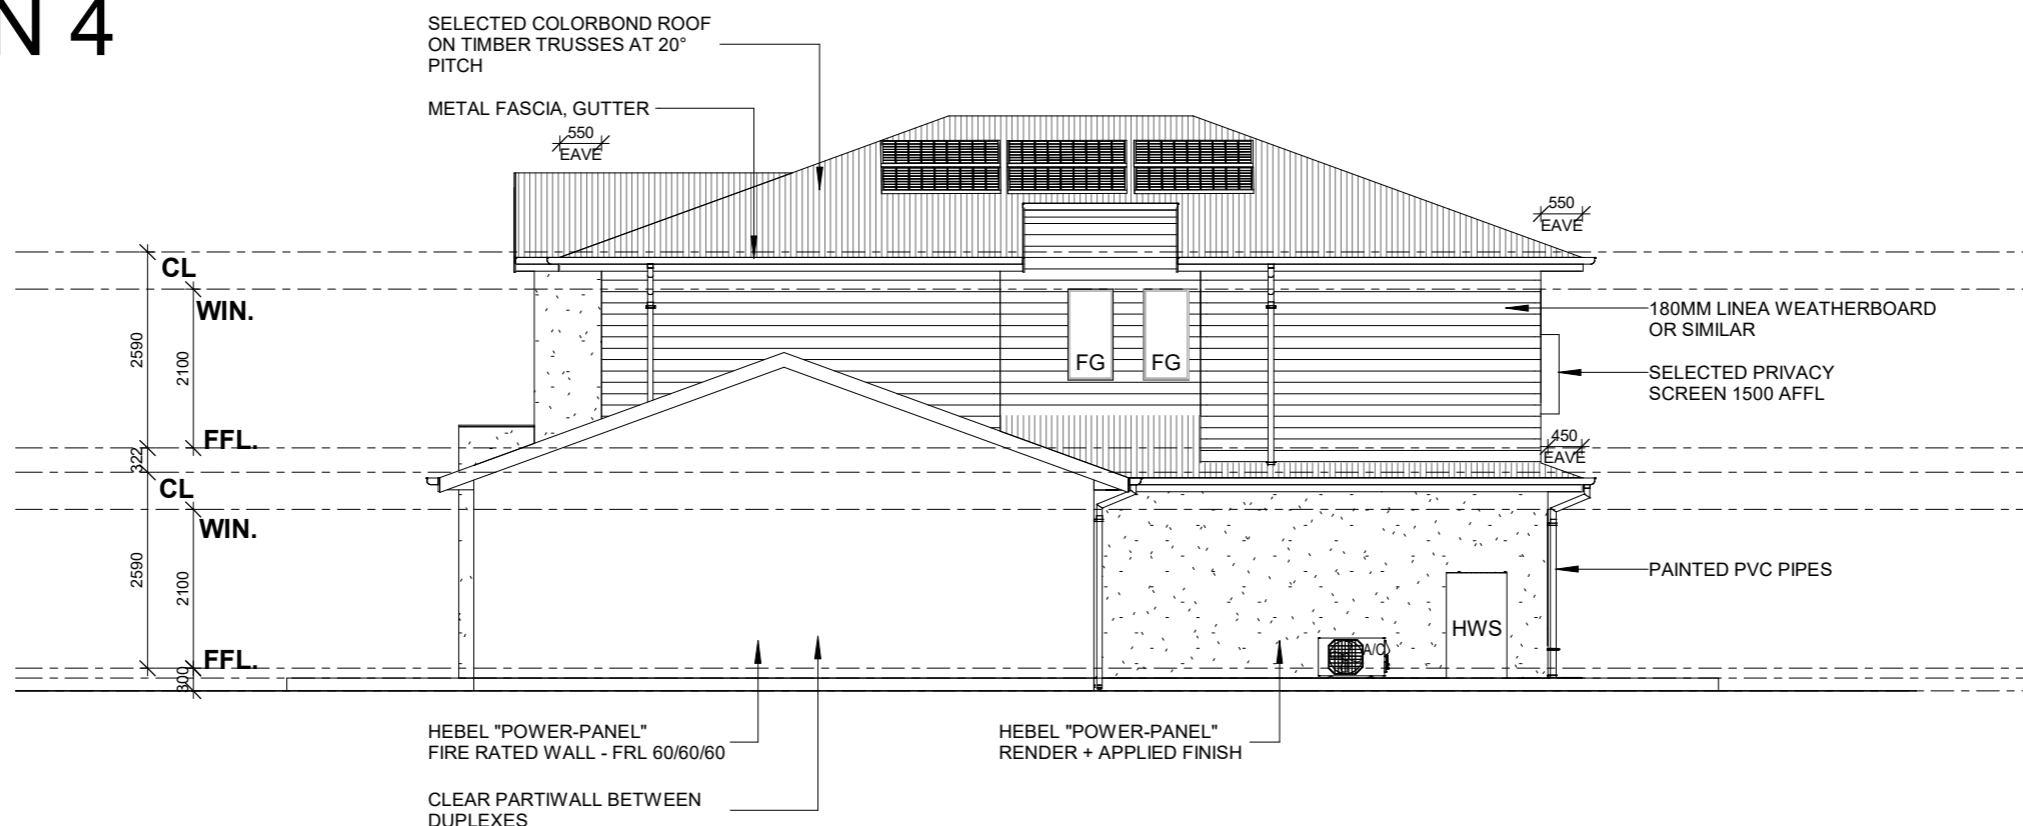 N 4
SELECTED COLORBOND ROOF
ON TIMBER TRUSSES AT 20°
PITCH
METAL FASCIA, GUTTER
550
EAVE
550
EAVE
CL
WIN.
2590
2100
180MM LINEA WEATHERBOARD
OR SIMILAR
FG
FG
SELECTED PRIVACY
SCREEN 1500 AFFL
FFL.
322
450
EAVE
CL
WIN.
2590
2100
PAINTED PVC PIPES
HWS
A/C
FFL.
300
HEBEL "POWER-PANEL"
FIRE RATED WALL - FRL 60/60/60
HEBEL "POWER-PANEL"
RENDER + APPLIED FINISH
CLEAR PARTIWALL BETWEEN
DUPLEXES